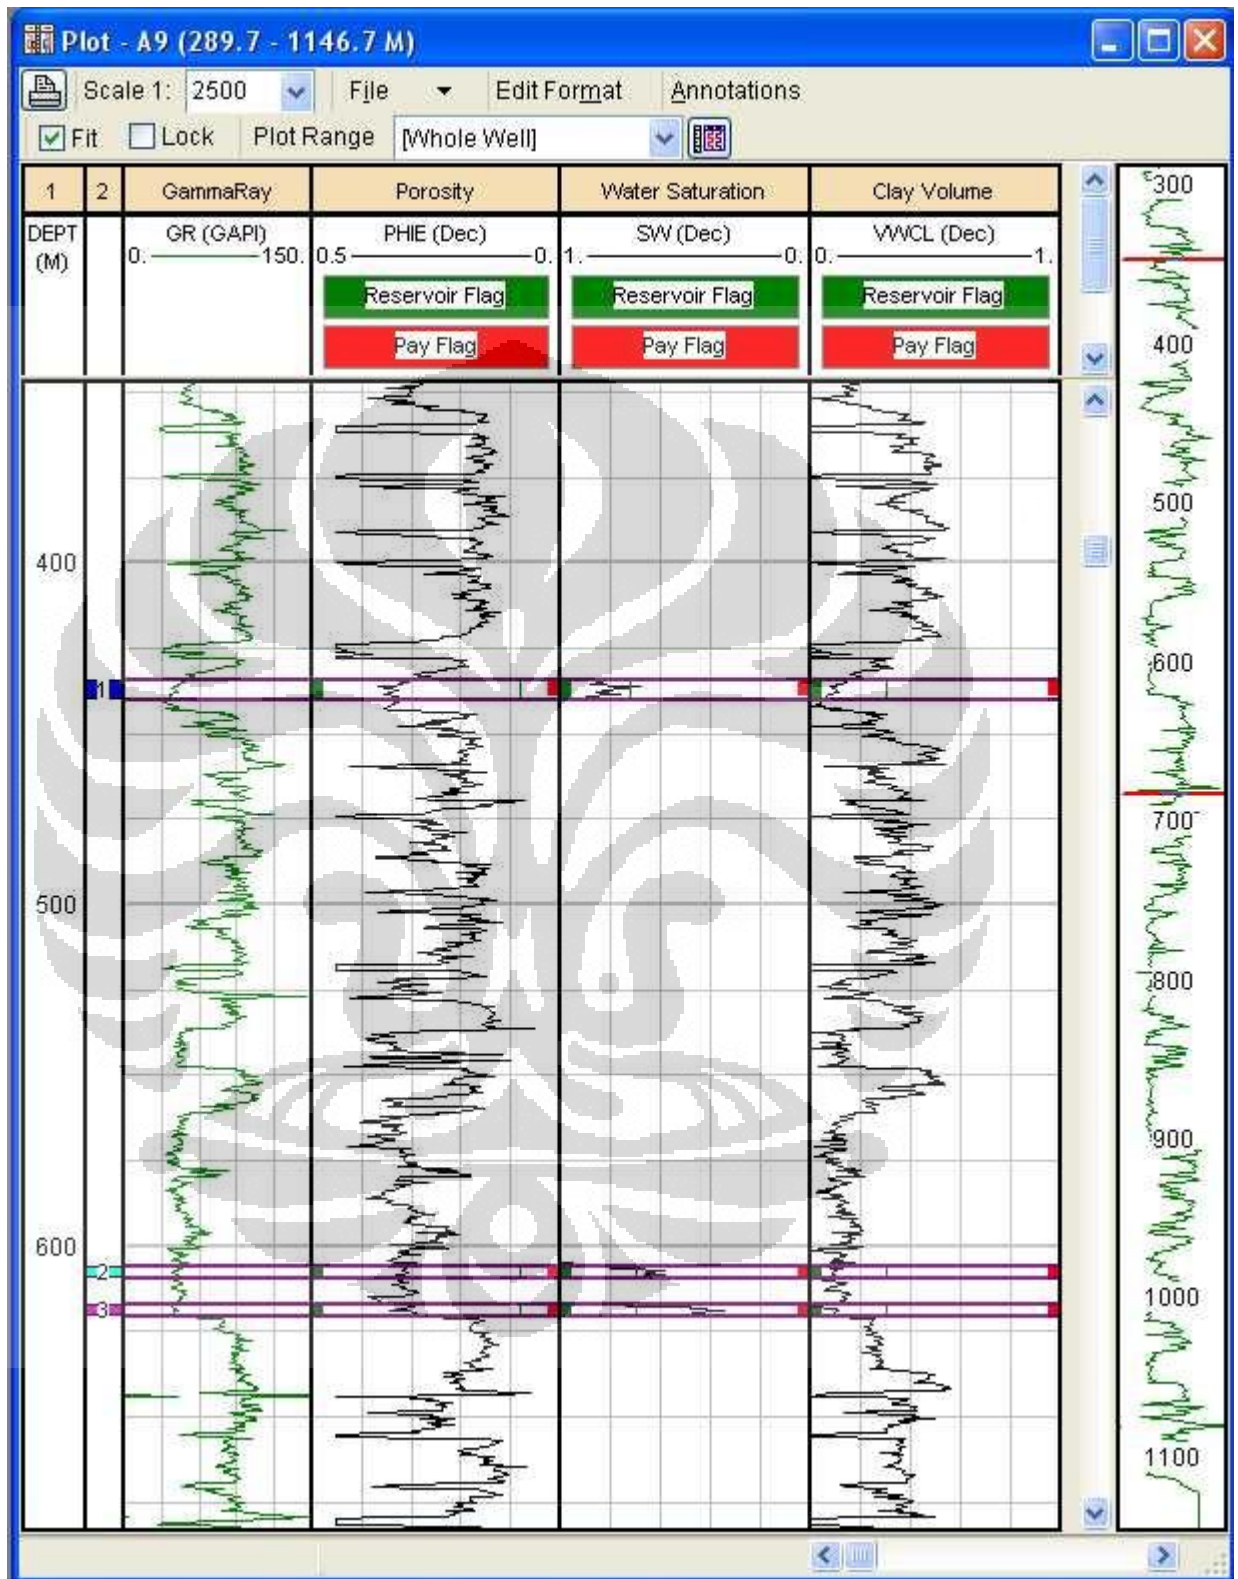 Plot - A9 (289.7 - 1146.7 M)
Scale 1: 2500 File Edit Format Annotations
Fit Lock Plot Range [Whole Well]
1 2 GammaRay Porosity Water Saturation Clay Volume
DEPT (M) GR (GAPI) PHIE (Dec) SW (Dec) VWCL (Dec)
0. 150. 0.5 0. 1. 0. 0. 1.
Reservoir Flag Reservoir Flag Reservoir Flag
Pay Flag Pay Flag Pay Flag
400
1
500
600
2
3
300
400
500
600
700
800
900
1000
1100